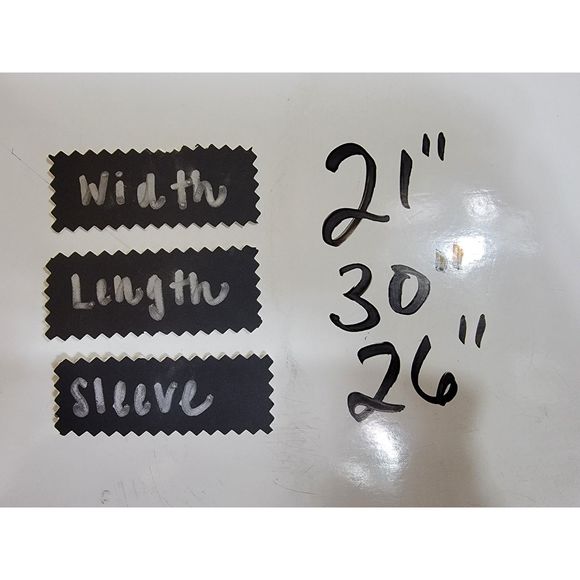 Width 21"
Length 30"
Sleeve 26"